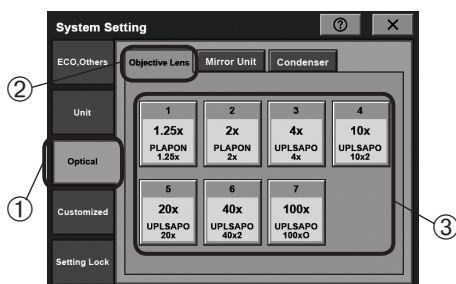 System Setting
?
×
ECO,Others
Objective Lens
Mirror Unit
Condenser
②
Unit
1
2
3
4
1.25x
2x
4x
10x
PLAPON
1.25x
PLAPON
2x
UPLSAPO
4x
UPLSAPO
10x2
Optical
①
5
6
7
20x
40x
100x
UPLSAPO
20x
UPLSAPO
40x2
UPLSAPO
100xO
③
Customized
Setting Lock